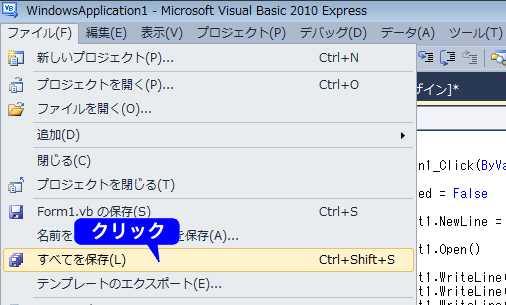 WindowsApplication1 - Microsoft Visual Basic 2010 Express
ファイル(F) 編集(E) 表示(V) プロジェクト(P) デバッグ(D) データ(A) ツール(T)
新しいプロジェクト(P)... Ctrl+N
プロジェクトを開く(P)... Ctrl+O
ファイルを開く(O)...
ザイン]*
追加(D)
閉じる(C)
n1_Click(ByVa
プロジェクトを閉じる(T)
ed = False
Form1.vb の保存(S) Ctrl+S
t1.NewLine =
クリック
名前を を保存(A)...
t1.Open()
すべてを保存(L) Ctrl+Shift+S
t1.WriteLine(
テンプレートのエクスポート(E)...
t1.WriteLine(
t1.WriteLine(